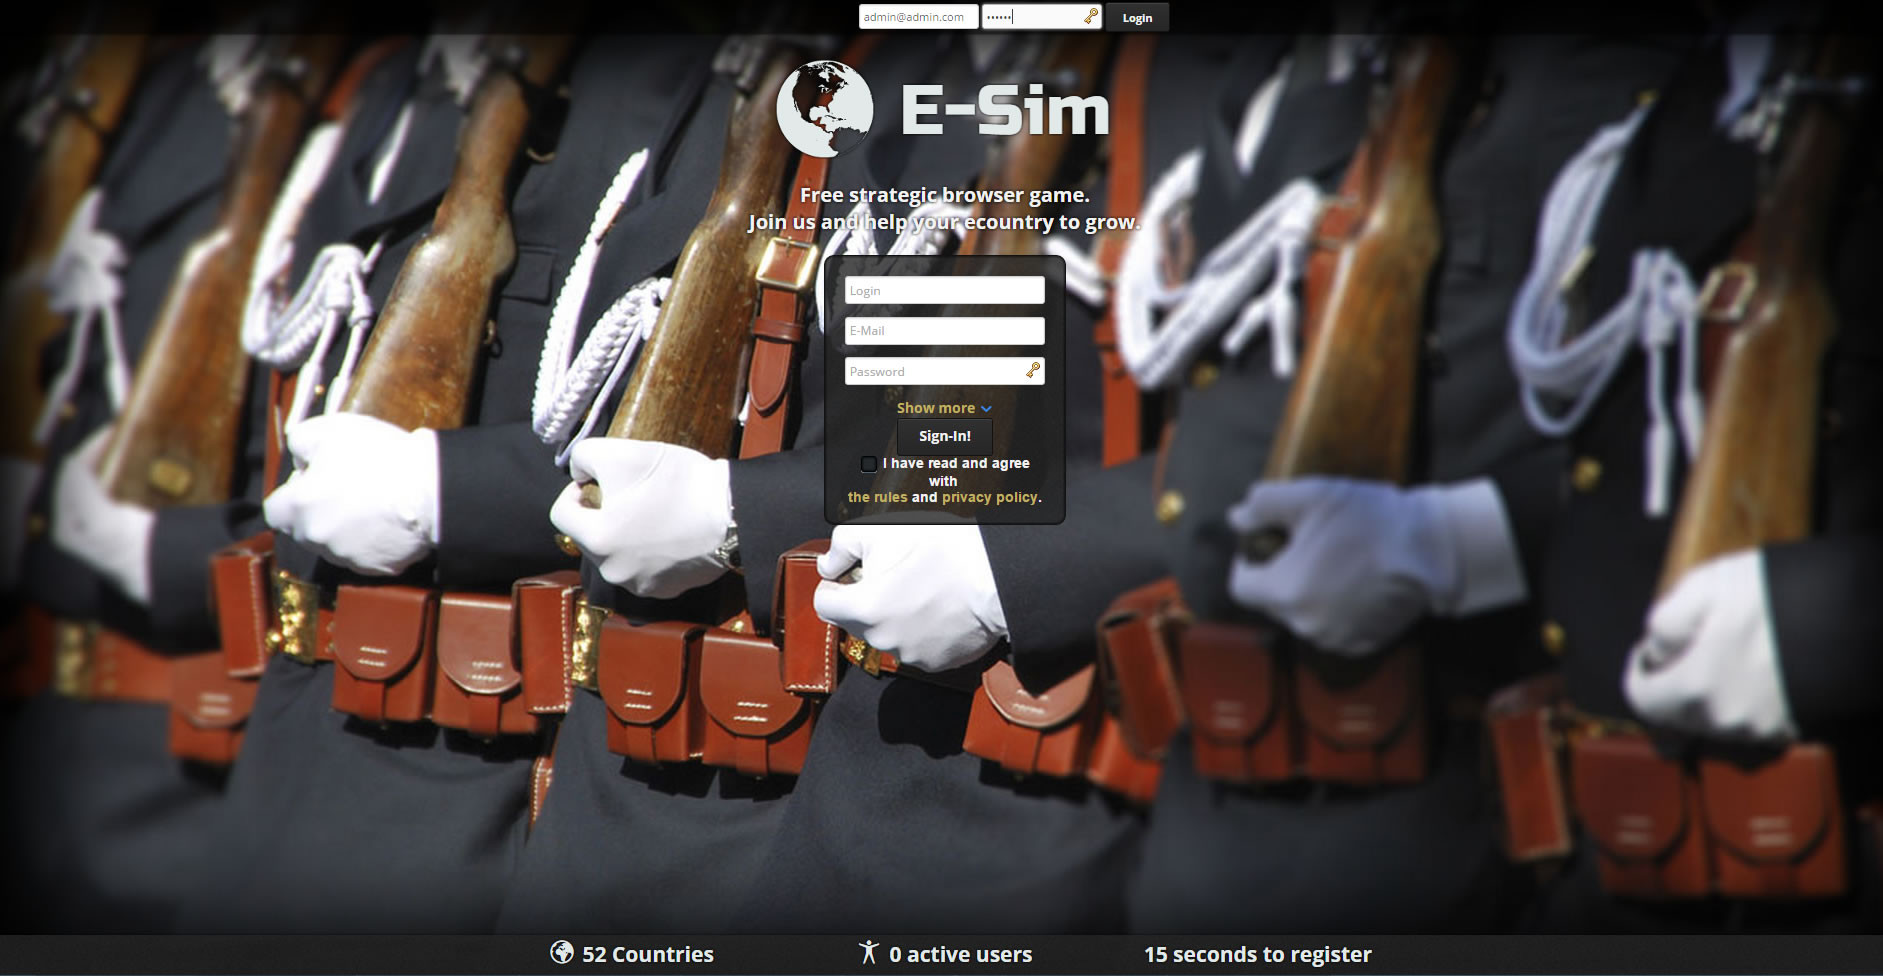 admin@admin.com •••••• Login
E-Sim
Free strategic browser game.
Join us and help your ecountry to grow.
Login
E-Mail
Password
Show more
Sign-In!
I have read and agree
with
the rules and privacy policy.
52 Countries 0 active users 15 seconds to register